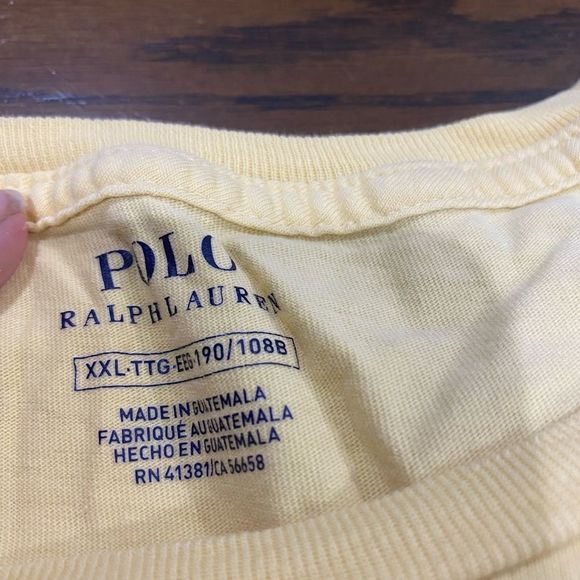 POLO
RALPH LAUREN
XXL·TTG·EEG·190/108B
MADE IN GUATEMALA
FABRIQUÉ AU GUATEMALA
HECHO EN GUATEMALA
RN 41381/CA 56658